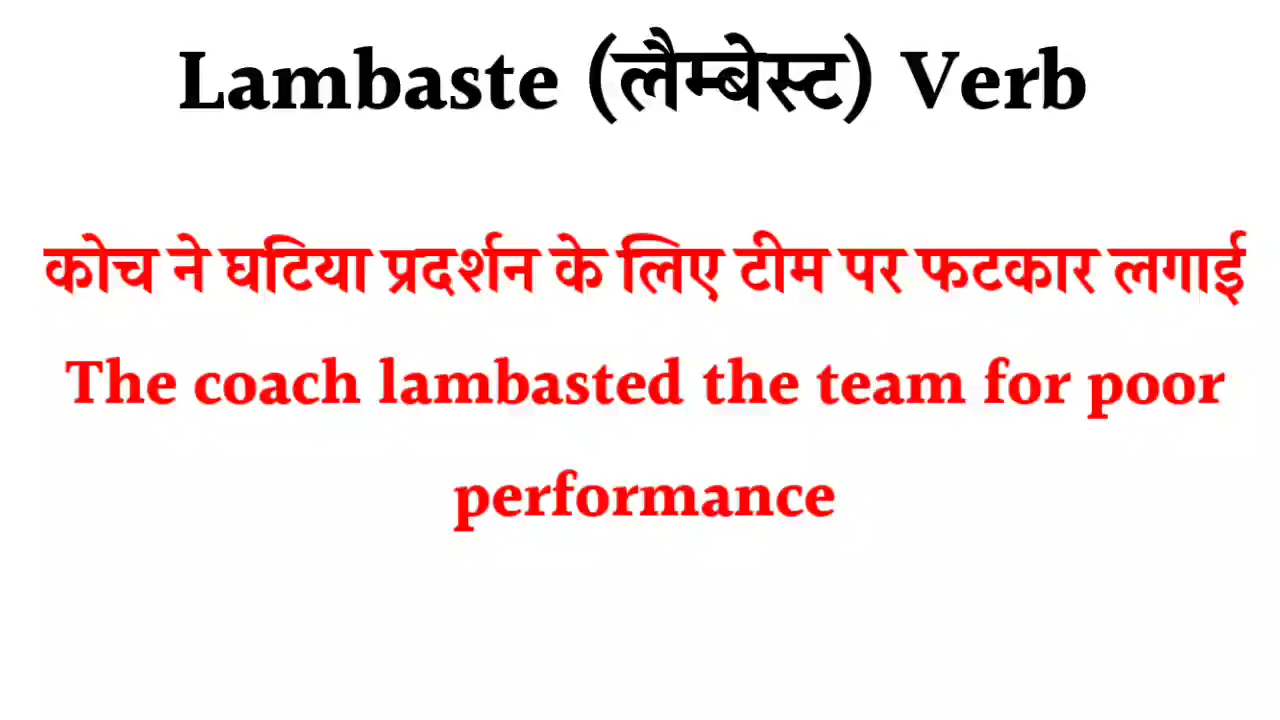 Lambaste (लैम्बेस्ट) Verb
कोच ने घटिया प्रदर्शन के लिए टीम पर फटकार लगाई
The coach lambasted the team for poor
performance